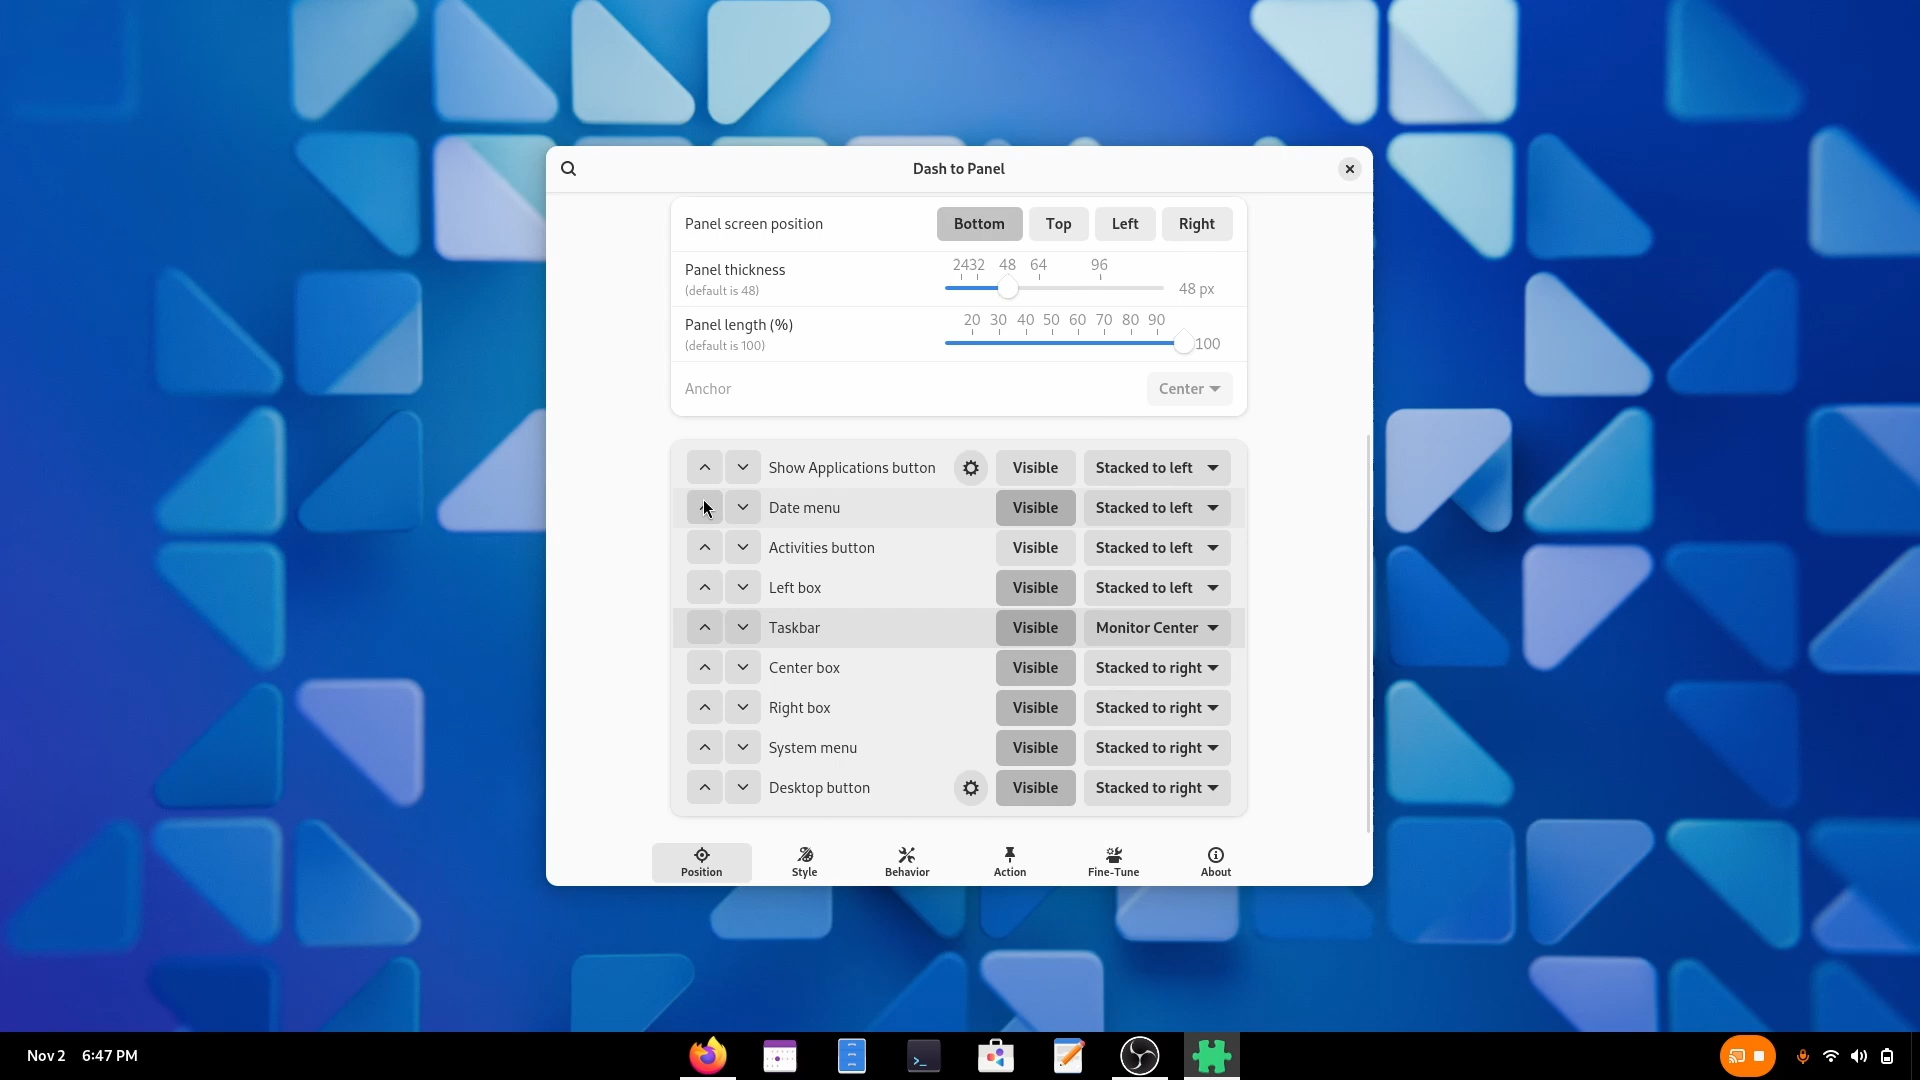 Dash to Panel
Panel screen position Bottom Top Left Right
Panel thickness 24 32 48 64 96
(default is 48) 48 px
Panel length (%) 20 30 40 50 60 70 80 90
(default is 100) 100
Anchor Center
Show Applications button Visible Stacked to left
Date menu Visible Stacked to left
Activities button Visible Stacked to left
Left box Visible Stacked to left
Taskbar Visible Monitor Center
Center box Visible Stacked to right
Right box Visible Stacked to right
System menu Visible Stacked to right
Desktop button Visible Stacked to right
Position Style Behavior Action Fine-Tune About
Nov 2 6:47 PM >_